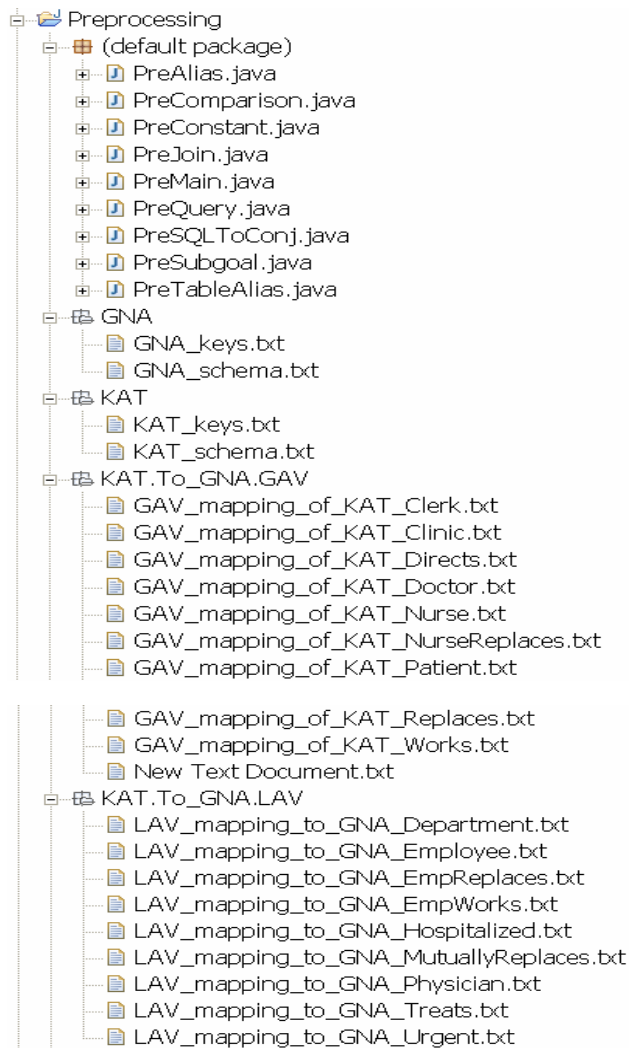 Preprocessing
(default package)
PreAlias.java
PreComparison.java
PreConstant.java
PreJoin.java
PreMain.java
PreQuery.java
PreSQLToConj.java
PreSubgoal.java
PreTableAlias.java
GNA
GNA_keys.txt
GNA_schema.txt
KAT
KAT_keys.txt
KAT_schema.txt
KAT.To_GNA.GAV
GAV_mapping_of_KAT_Clerk.txt
GAV_mapping_of_KAT_Clinic.txt
GAV_mapping_of_KAT_Directs.txt
GAV_mapping_of_KAT_Doctor.txt
GAV_mapping_of_KAT_Nurse.txt
GAV_mapping_of_KAT_NurseReplaces.txt
GAV_mapping_of_KAT_Patient.txt
GAV_mapping_of_KAT_Replaces.txt
GAV_mapping_of_KAT_Works.txt
New Text Document.txt
KAT.To_GNA.LAV
LAV_mapping_to_GNA_Department.txt
LAV_mapping_to_GNA_Employee.txt
LAV_mapping_to_GNA_EmpReplaces.txt
LAV_mapping_to_GNA_EmpWorks.txt
LAV_mapping_to_GNA_Hospitalized.txt
LAV_mapping_to_GNA_MutuallyReplaces.txt
LAV_mapping_to_GNA_Physician.txt
LAV_mapping_to_GNA_Treats.txt
LAV_mapping_to_GNA_Urgent.txt